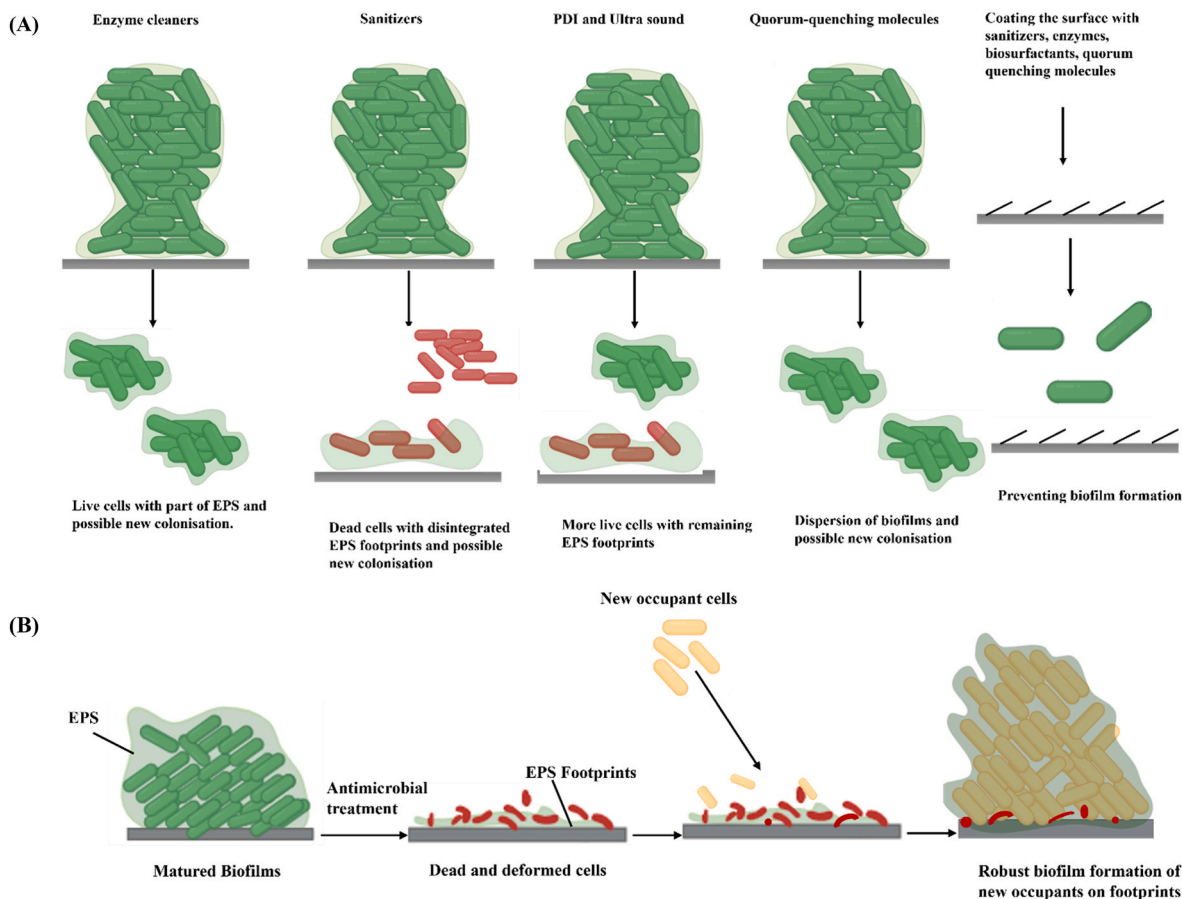 (A)
Enzyme cleaners
Sanitizers
PDI and Ultra sound
Quorum-quenching molecules
Coating the surface with
sanitizers, enzymes,
biosurfactants, quorum
quenching molecules
Live cells with part of EPS and
possible new colonisation.
Dead cells with disintegrated
EPS footprints and possible
new colonisation
More live cells with remaining
EPS footprints
Dispersion of biofilms and
possible new colonisation
Preventing biofilm formation
(B)
New occupant cells
EPS
Antimicrobial
treatment
EPS Footprints
Matured Biofilms
Dead and deformed cells
Robust biofilm formation of
new occupants on footprints